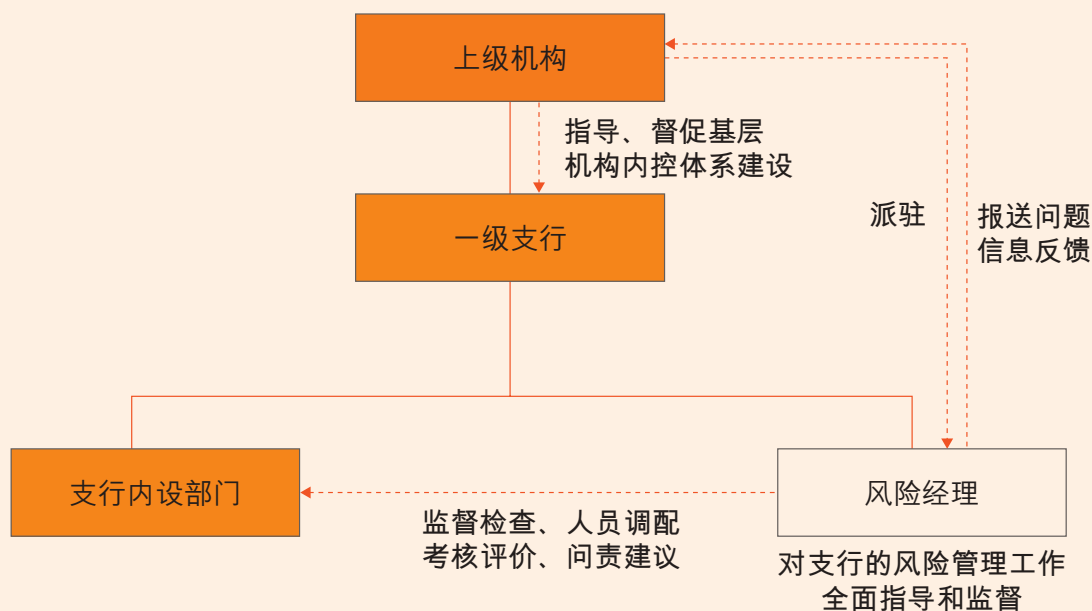 上级机构
指导、督促基层
机构内控体系建设
一级支行
派驻
报送问题
信息反馈
支行内设部门
监督检查、人员调配
考核评价、问责建议
风险经理
对支行的风险管理工作
全面指导和监督